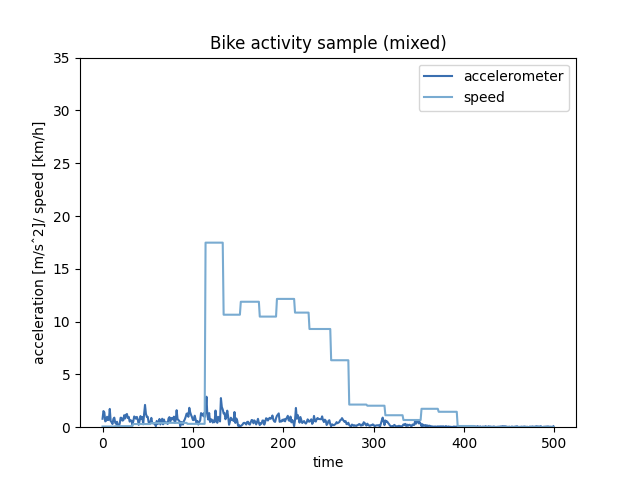 Bike activity sample (mixed)
accelerometer
speed
acceleration [m/sˆ2]/ speed [km/h]
35
30
25
20
15
10
5
0
0 100 200 300 400 500
time